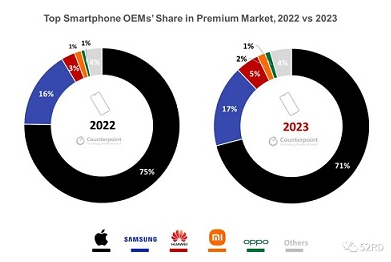 Top Smartphone OEMs' Share in Premium Market, 2022 vs 2023
1%
1%
3%
4%
16%
2022
Counterpoint
75%
1%
2%
5%
4%
17%
2023
Counterpoint
71%
SAMSUNG
HUAWEI
mi
oppo
Others
52RD